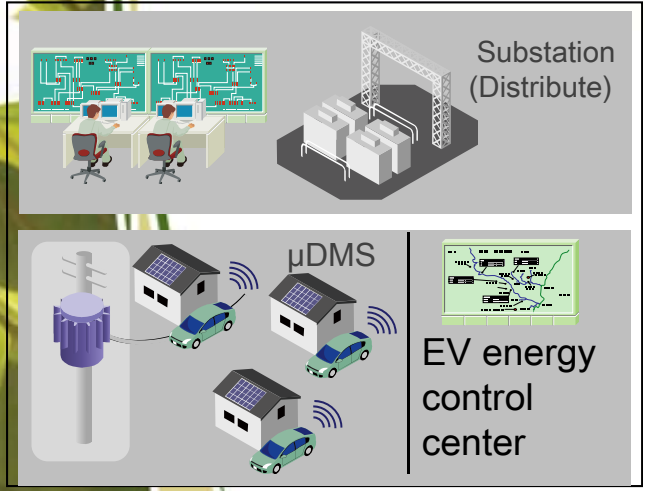 Substation
(Distribute)
µDMS
EV energy
control
center